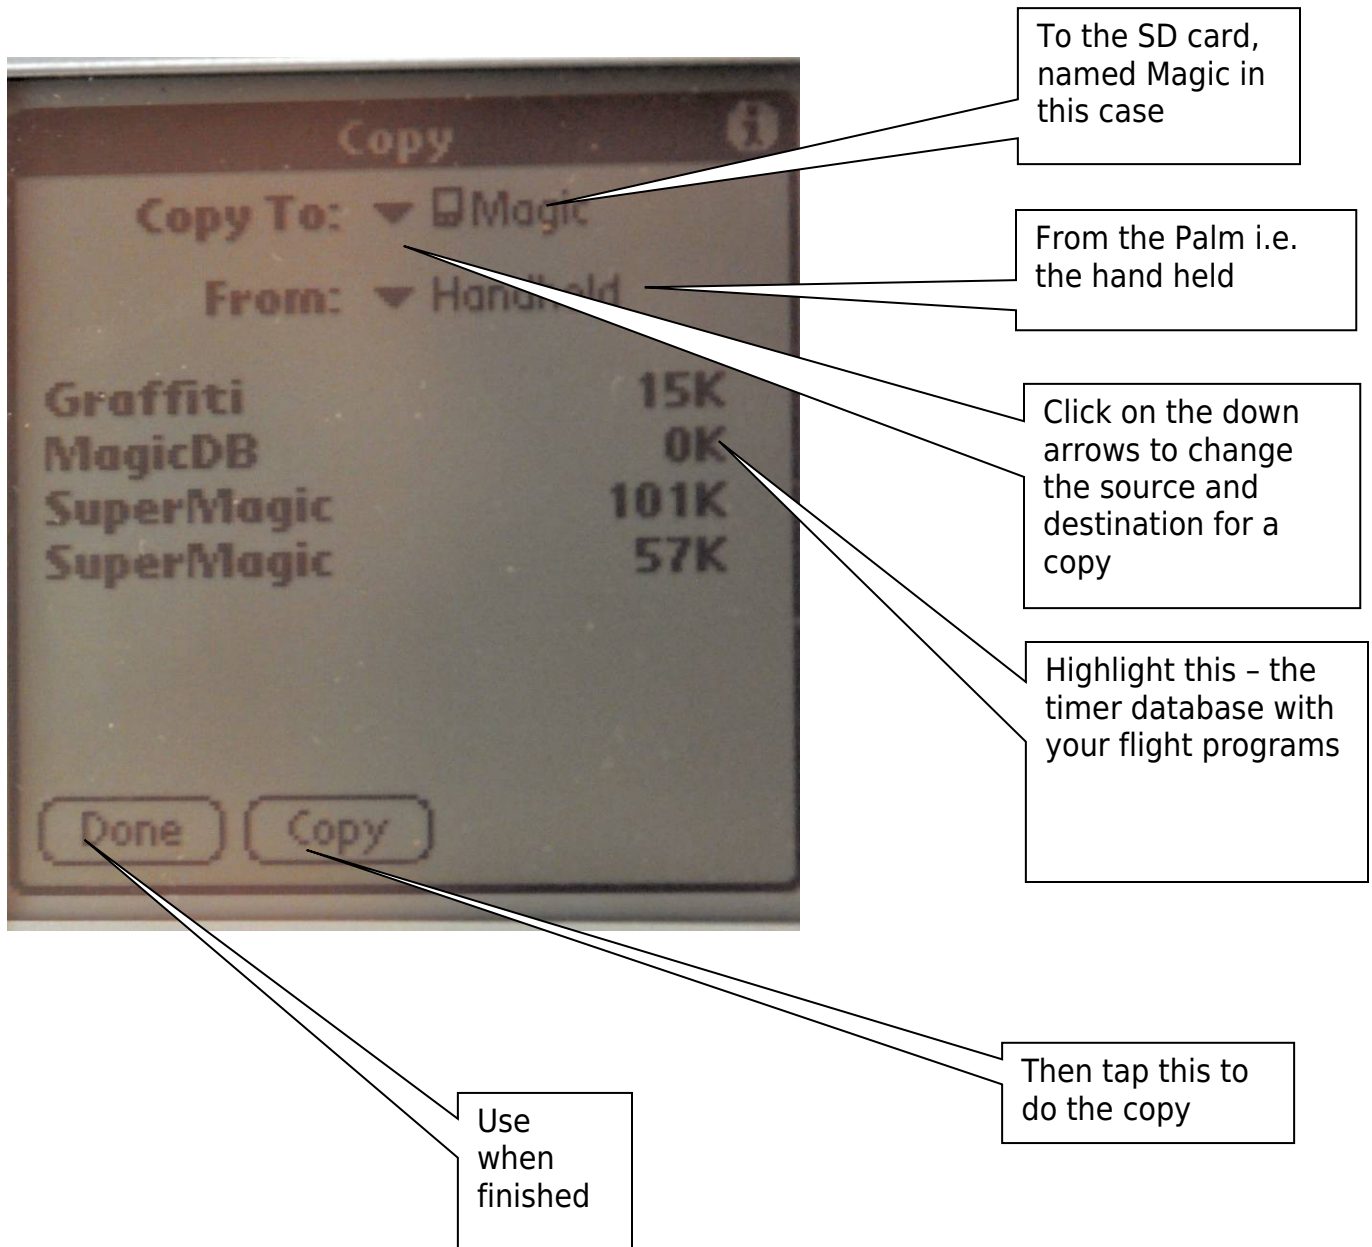 Copy
Copy To: Magic
From: Handheld
Graffiti 15K
MagicDB 0K
SuperMagic 101K
SuperMagic 57K
Done Copy
To the SD card,
named Magic in
this case
From the Palm i.e.
the hand held
Click on the down
arrows to change
the source and
destination for a
copy
Highlight this – the
timer database with
your flight programs
Then tap this to
do the copy
Use
when
finished